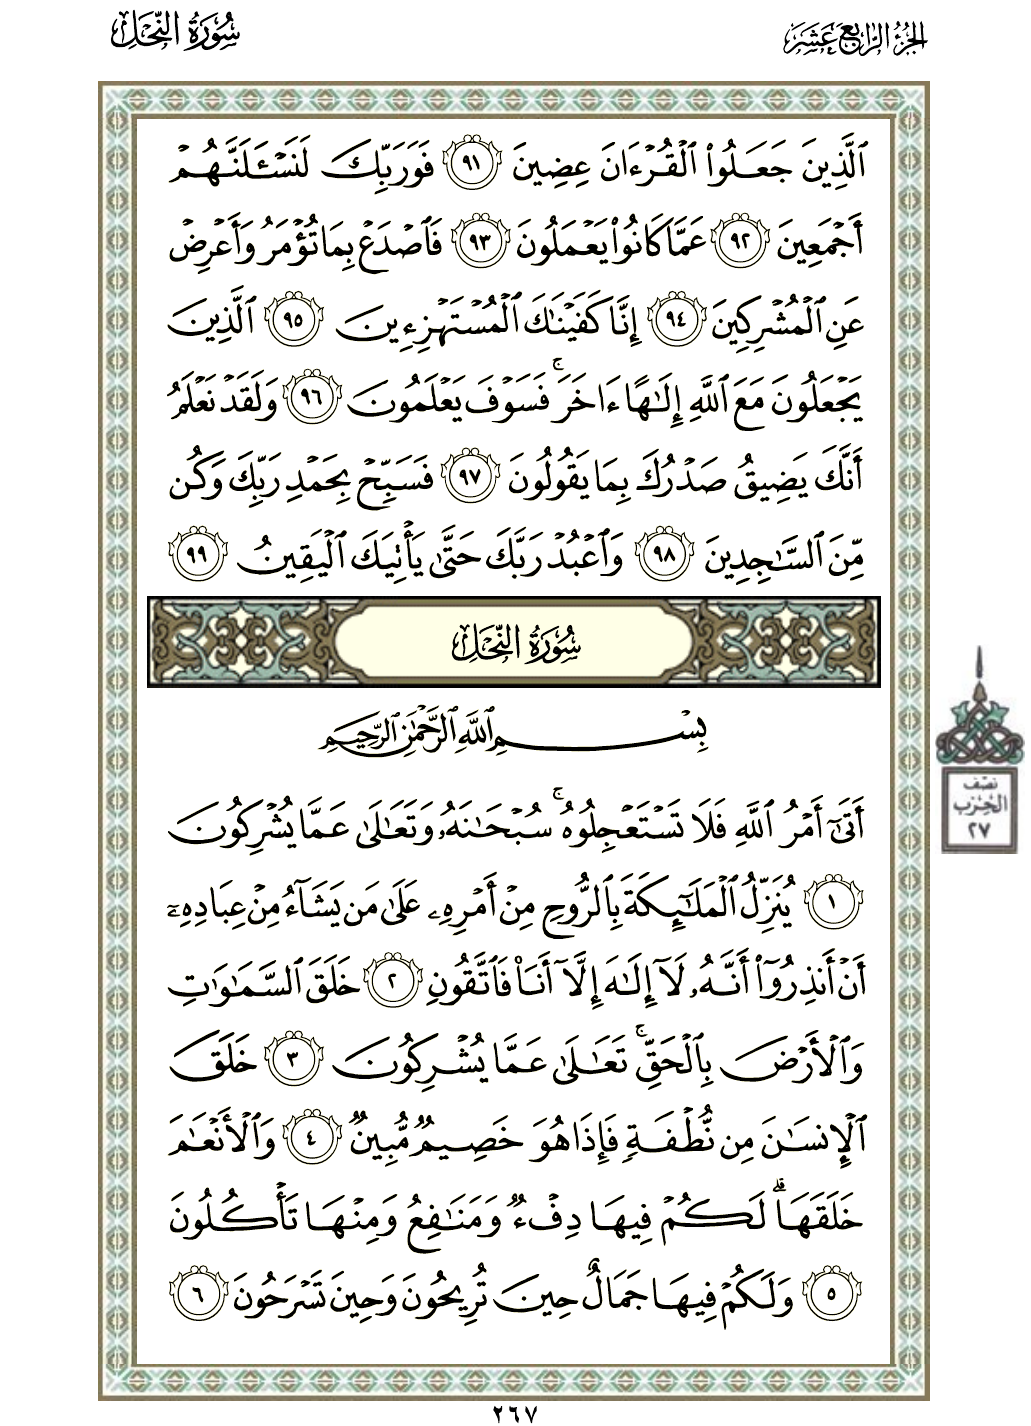 الجزء الرابع عشر
سورة النحل
ٱلَّذِينَ جَعَلُوا۟ ٱلْقُرْءَانَ عِضِينَ ٩١ فَوَرَبِّكَ لَنَسْـَٔلَنَّهُمْ
أَجْمَعِينَ ٩٢ عَمَّا كَانُوا۟ يَعْمَلُونَ ٩٣ فَٱصْدَعْ بِمَا تُؤْمَرُ وَأَعْرِضْ
عَنِ ٱلْمُشْرِكِينَ ٩٤ إِنَّا كَفَيْنَـٰكَ ٱلْمُسْتَهْزِءِينَ ٩٥ ٱلَّذِينَ
يَجْعَلُونَ مَعَ ٱللَّهِ إِلَـٰهًا ءَاخَرَ ۚ فَسَوْفَ يَعْلَمُونَ ٩٦ وَلَقَدْ نَعْلَمُ
أَنَّكَ يَضِيقُ صَدْرُكَ بِمَا يَقُولُونَ ٩٧ فَسَبِّحْ بِحَمْدِ رَبِّكَ وَكُن
مِّنَ ٱلسَّـٰجِدِينَ ٩٨ وَٱعْبُدْ رَبَّكَ حَتَّىٰ يَأْتِيَكَ ٱلْيَقِينُ ٩٩
سُورَةُ النَّحْلِ
بِسْمِ ٱللَّهِ ٱلرَّحْمَـٰنِ ٱلرَّحِيمِ
أَتَىٰٓ أَمْرُ ٱللَّهِ فَلَا تَسْتَعْجِلُوهُ ۚ سُبْحَـٰنَهُۥ وَتَعَـٰلَىٰ عَمَّا يُشْرِكُونَ
١ يُنَزِّلُ ٱلْمَلَـٰٓئِكَةَ بِٱلرُّوحِ مِنْ أَمْرِهِۦ عَلَىٰ مَن يَشَآءُ مِنْ عِبَادِهِۦٓ
أَنْ أَنذِرُوٓا۟ أَنَّهُۥ لَآ إِلَـٰهَ إِلَّآ أَنَا۠ فَٱتَّقُونِ ٢ خَلَقَ ٱلسَّمَـٰوَٰتِ
وَٱلْأَرْضَ بِٱلْحَقِّ ۚ تَعَـٰلَىٰ عَمَّا يُشْرِكُونَ ٣ خَلَقَ
ٱلْإِنسَـٰنَ مِن نُّطْفَةٍ فَإِذَا هُوَ خَصِيمٌ مُّبِينٌ ٤ وَٱلْأَنْعَـٰمَ
خَلَقَهَا ۗ لَكُمْ فِيهَا دِفْءٌ وَمَنَـٰفِعُ وَمِنْهَا تَأْكُلُونَ
٥ وَلَكُمْ فِيهَا جَمَالٌ حِينَ تُرِيحُونَ وَحِينَ تَسْرَحُونَ ٦
نصف
الحزب
٢٧
٢٦٧